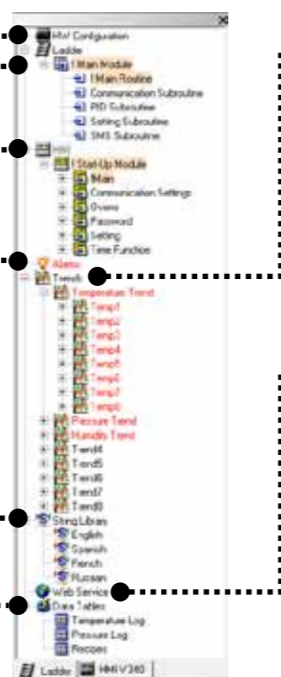 HW Configuration
Ladder
! Main Module
! Main Routine
Communication Subroutine
PID Subroutine
Setting Subroutine
SMS Subroutine
HMI
! Start-Up Module
Main
Communication Settings
Ovens
Password
Setting
Time Function
Alarms
Trends
Temperature Trend
Temp1
Temp2
Temp3
Temp4
Temp5
Temp6
Temp7
Temp8
Pressure Trend
Humidity Trend
Trend4
Trend5
Trend6
Trend7
Trend8
String Library
English
Spanish
French
Russian
Web Service
Data Tables
Temperature Log
Pressure Log
Recipes
Ladder
HMI V280